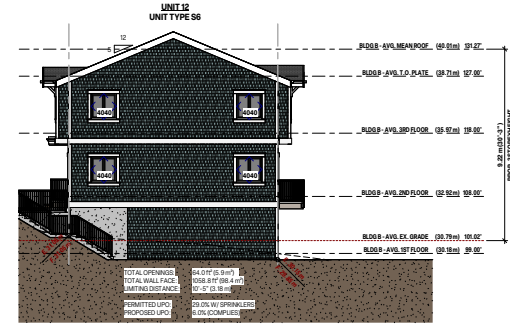 UNIT 12
UNIT TYPE S6
12
5
BLDG B - AVG. MEAN ROOF (40.01m) 131.27'
BLDG B - AVG. T.O. PLATE (38.71m) 127.00'
4040
4040
BLDG B - AVG. 3RD FLOOR (35.97m) 118.00'
9.22 m (30'-3")
4040
4040
BLDG B - AVG. 2ND FLOOR (32.92m) 108.00'
BLDG B - AVG. EX. GRADE (30.79m) 101.02'
BLDG B - AVG. 1ST FLOOR (30.18m) 99.00'
TOTAL OPENINGS: 64.0 ft² (5.9 m²)
TOTAL WALL FACE: 1058.8 ft² (98.4 m²)
LIMITING DISTANCE: 10'-5" (3.18 m)
PERMITTED UPO: 29.0% W/ SPRINKLERS
PROPOSED UPO: 6.0% (COMPLIES)